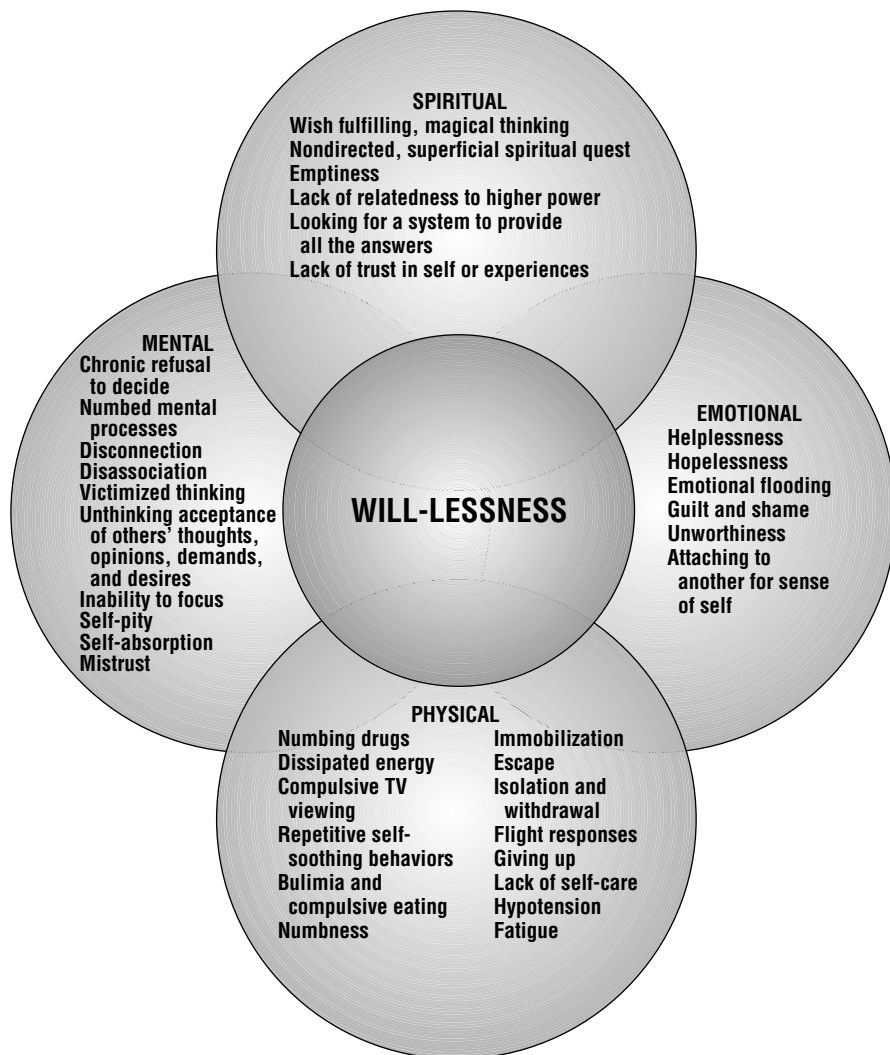 SPIRITUAL
Wish fulfilling, magical thinking
Nondirected, superficial spiritual quest
Emptiness
Lack of relatedness to higher power
Looking for a system to provide
all the answers
Lack of trust in self or experiences
MENTAL
Chronic refusal
to decide
Numbed mental
processes
Disconnection
Disassociation
Victimized thinking
Unthinking acceptance
of others’ thoughts,
opinions, demands,
and desires
Inability to focus
Self-pity
Self-absorption
Mistrust
WILL-LESSNESS
EMOTIONAL
Helplessness
Hopelessness
Emotional flooding
Guilt and shame
Unworthiness
Attaching to
another for sense
of self
PHYSICAL
Numbing drugs
Dissipated energy
Compulsive TV
viewing
Repetitive self-
soothing behaviors
Bulimia and
compulsive eating
Numbness
Immobilization
Escape
Isolation and
withdrawal
Flight responses
Giving up
Lack of self-care
Hypotension
Fatigue